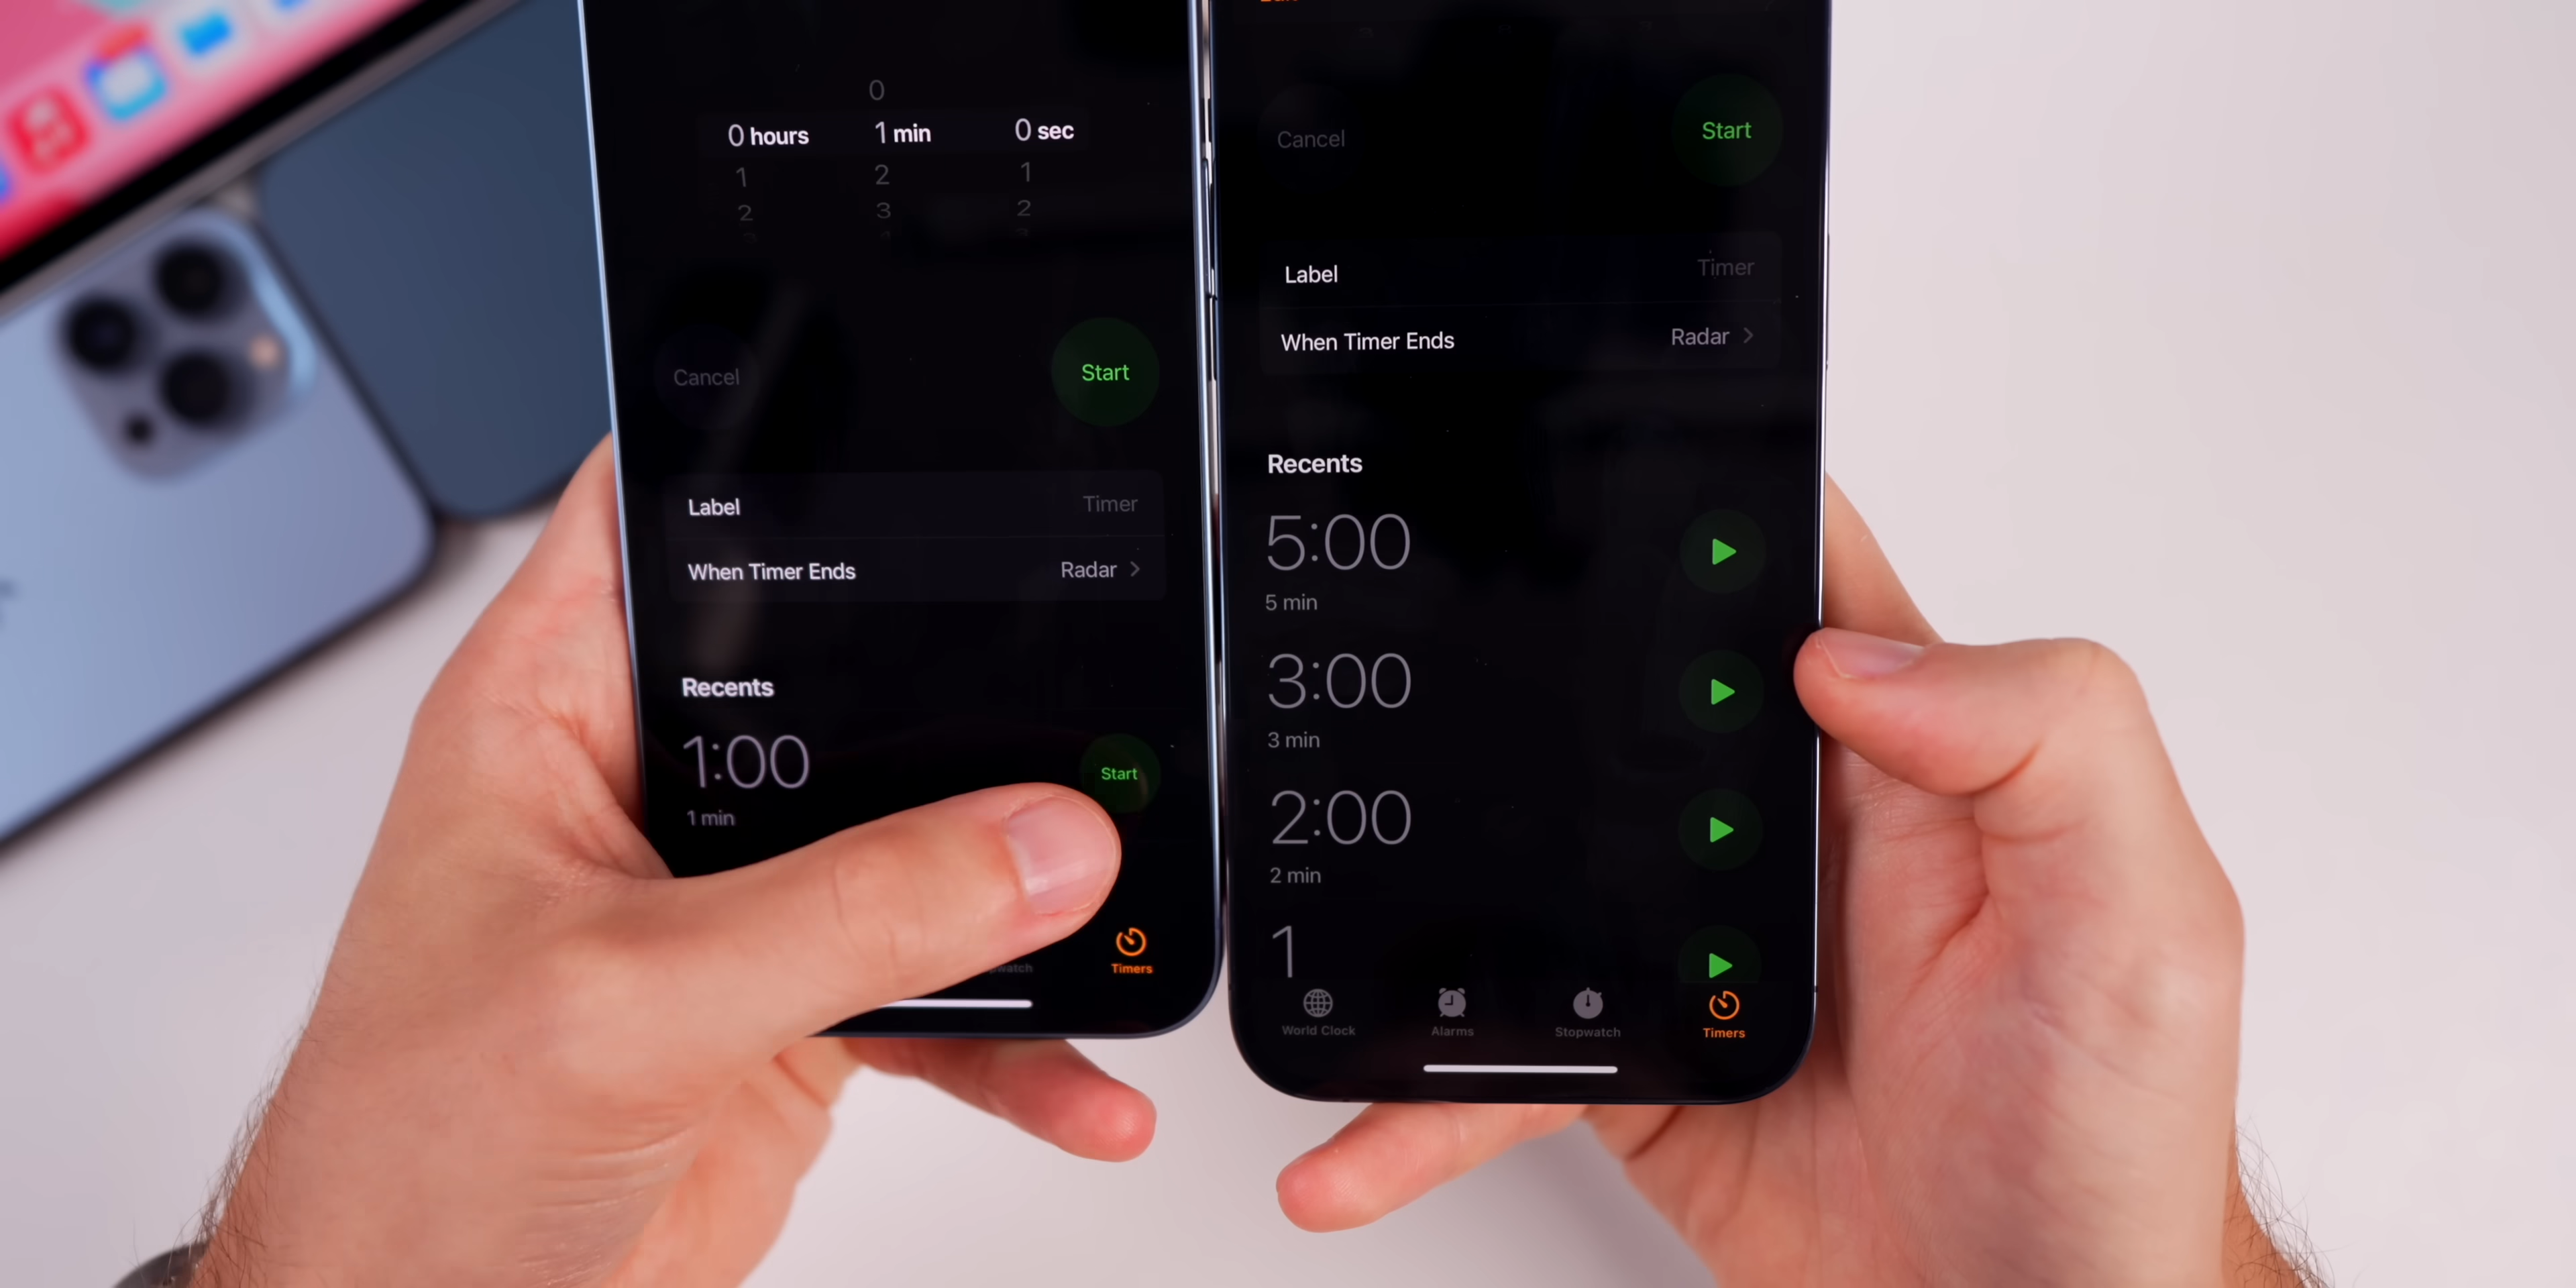 0
0 hours 1 min 0 sec
1 2 1
2 3 2
Cancel Start
Label Timer
When Timer Ends Radar
Recents
1:00 Start
1 min
Timers
Cancel Start
Label Timer
When Timer Ends Radar
Recents
5:00
5 min
3:00
3 min
2:00
2 min
1
World Clock Alarms Stopwatch Timers